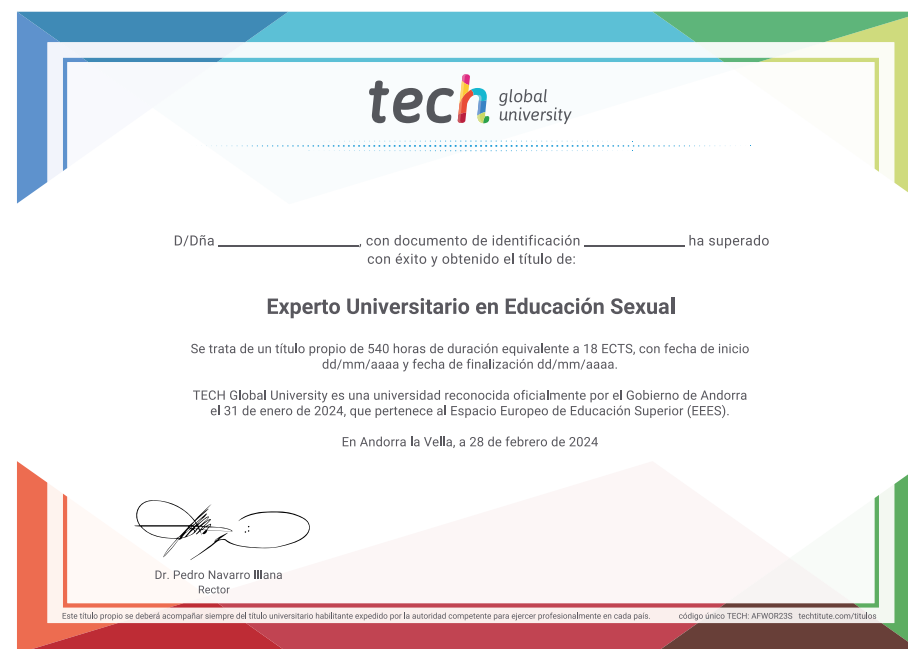 tech global university
D/Dña ______________________, con documento de identificación ________________ ha superado
con éxito y obtenido el título de:
Experto Universitario en Educación Sexual
Se trata de un título propio de 540 horas de duración equivalente a 18 ECTS, con fecha de inicio
dd/mm/aaaa y fecha de finalización dd/mm/aaaa.
TECH Global University es una universidad reconocida oficialmente por el Gobierno de Andorra
el 31 de enero de 2024, que pertenece al Espacio Europeo de Educación Superior (EEES).
En Andorra la Vella, a 28 de febrero de 2024
Dr. Pedro Navarro Illana
Rector
Este título propio se deberá acompañar siempre del título universitario habilitante expedido por la autoridad competente para ejercer profesionalmente en cada país. código único TECH: AFWOR23S techtitute.com/titulos